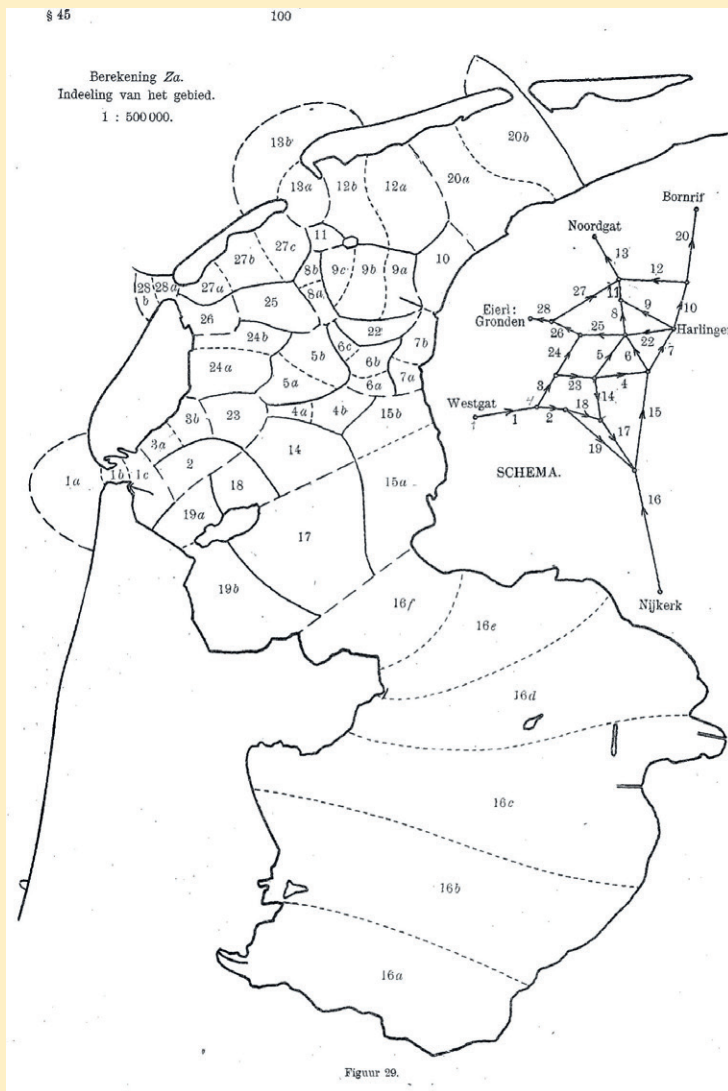 § 45
100
Berekening Za.
Indeeling van het gebied.
1 : 500 000.
13b
20b
13a
12b
12a
20a
11
27c
27b
8b
9c
9b
9a
10
28
b
28a
27a
8a
26
25
22
24b
6c
7b
5b
6b
24a
6a
7a
5a
3b
23
4a
4b
15b
3a
2
14
1a
1b
1c
18
15a
19a
17
19b
16f
16e
16d
16c
16b
16a
Bornrif
Noordgat
20
13
12
27
11
Eierl:
Gronden
28
9
10
8
26
25
Harlingen
22
24
5
6
7
3
23
4
Westgat
14
15
1
2
18
17
19
SCHEMA.
16
Nijkerk
Figuur 29.